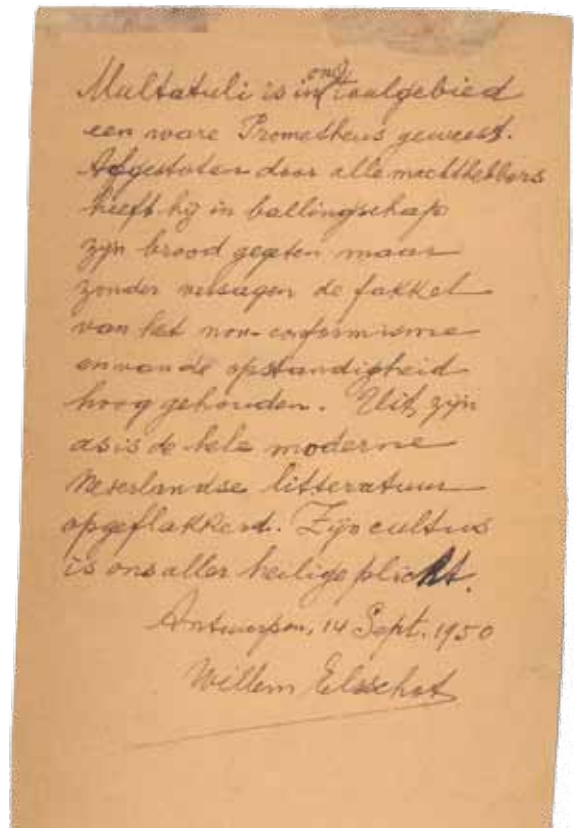 Multatuli is in ons taalgebied
een ware Prometheus geweest.
Afgestoten door alle machthebbers
heeft hij in ballingschap
zijn brood gegeten maar
zonder versagen de fakkel
van het non-conformisme
en van de opstandigheid
hoog gehouden. Uit zijn
as is de hele moderne
Nederlandse litteratuur
opgeflakkerd. Zijn cultus
is ons aller heilige plicht.
Antwerpen, 14 Sept. 1950
Willem Elsschot